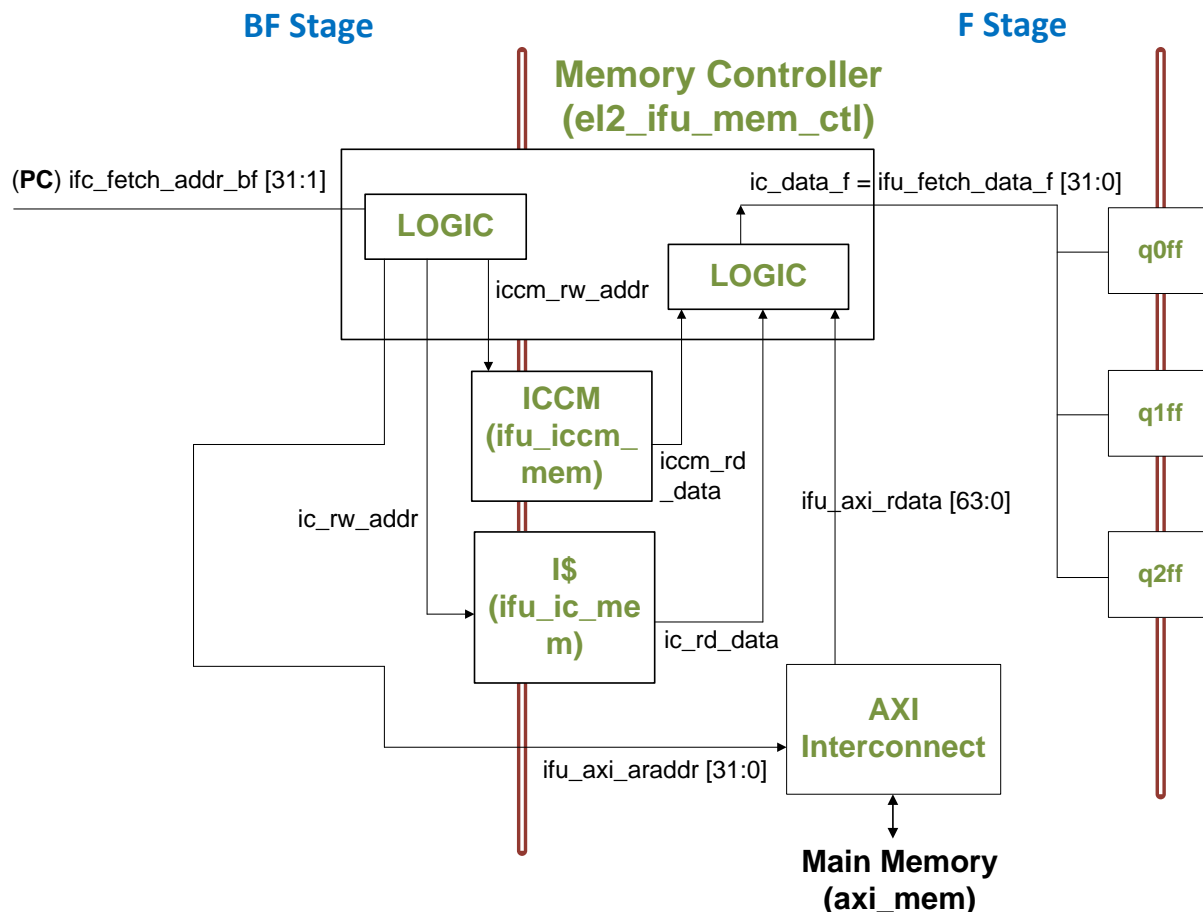 BF Stage
F Stage
Memory Controller
(el2_ifu_mem_ctl)
(PC) ifc_fetch_addr_bf [31:1]
ic_data_f = ifu_fetch_data_f [31:0]
LOGIC
LOGIC
q0ff
iccm_rw_addr
ICCM
(ifu_iccm_
mem)
q1ff
iccm_rd
_data
ifu_axi_rdata [63:0]
ic_rw_addr
I$
(ifu_ic_me
m)
q2ff
ic_rd_data
AXI
Interconnect
ifu_axi_araddr [31:0]
Main Memory
(axi_mem)